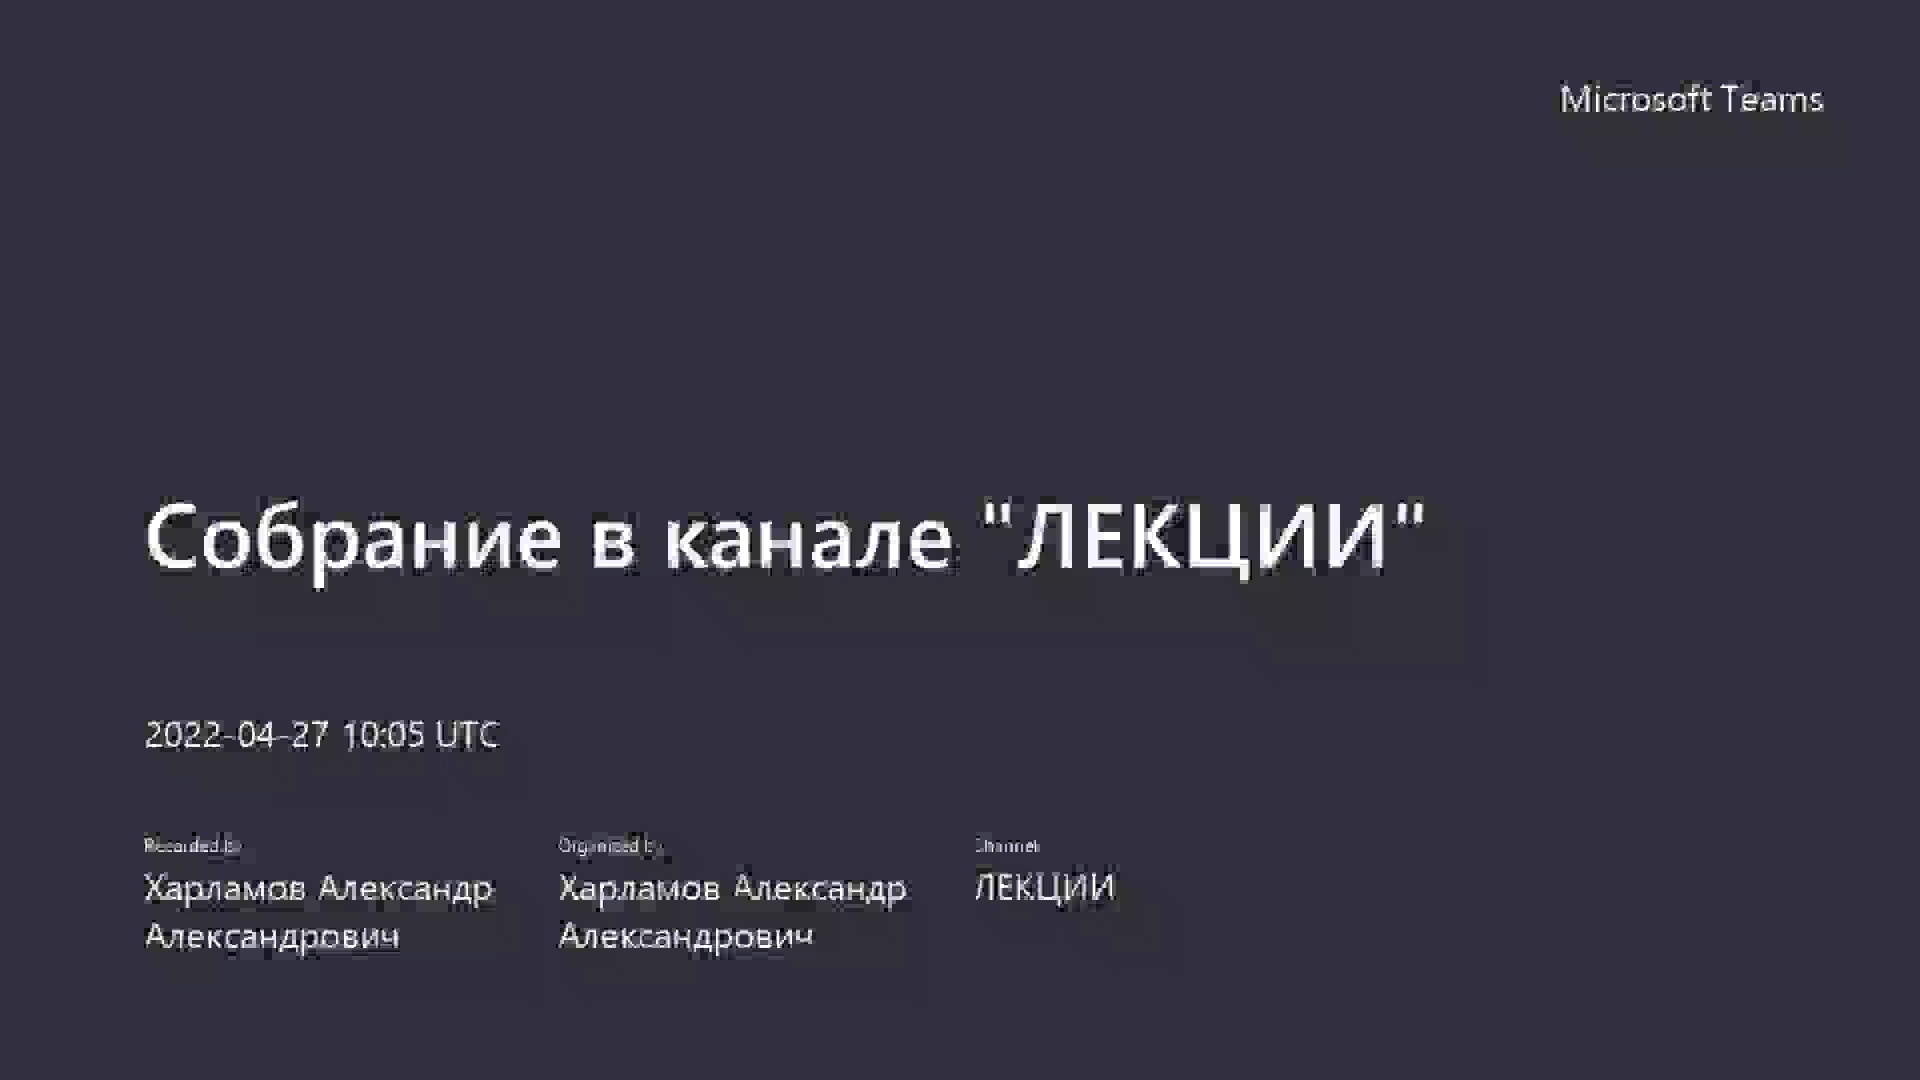 Microsoft Teams
Собрание в канале "ЛЕКЦИИ"
2022-04-27 10:05 UTC
Recorded by
Organized by
Channel
Харламов Александр
Александрович
Харламов Александр
Александрович
ЛЕКЦИИ